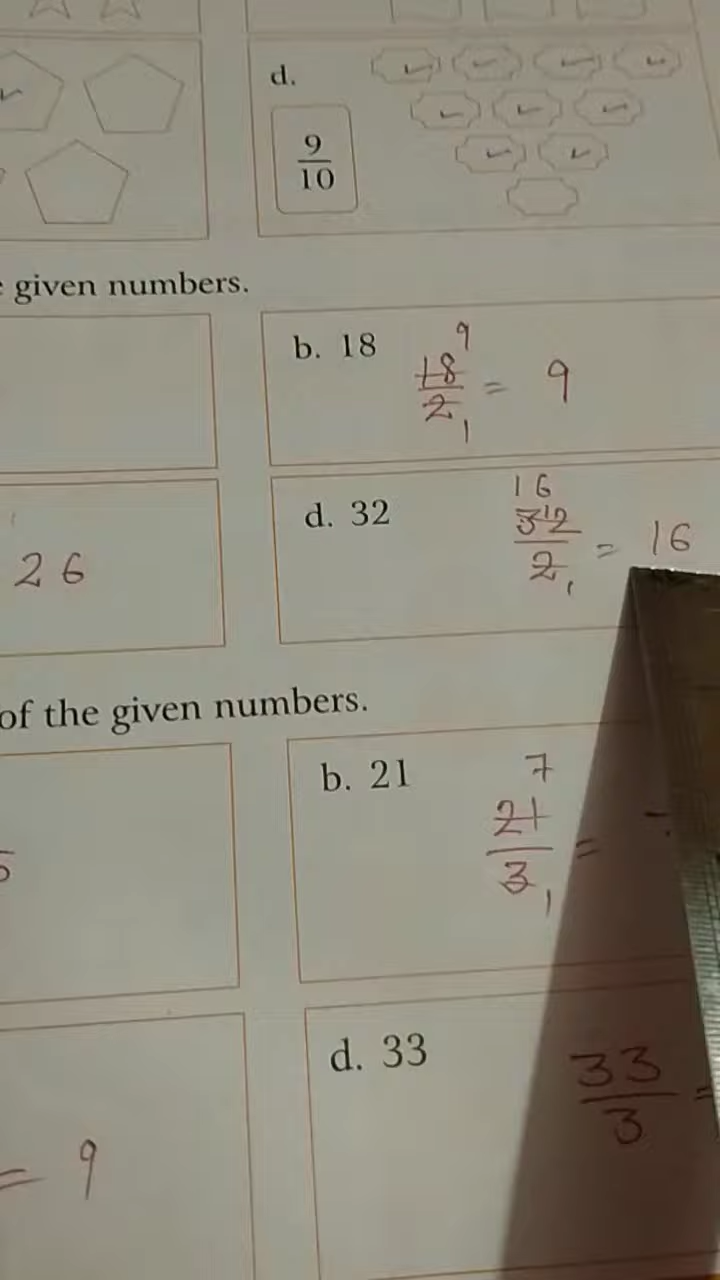 d.
9
10
given numbers.
b. 18
9
18
2 1
= 9
d. 32
16
312
2 1
= 16
26
of the given numbers.
b. 21
7
21
3 1
=
d. 33
33
3
=
= 9